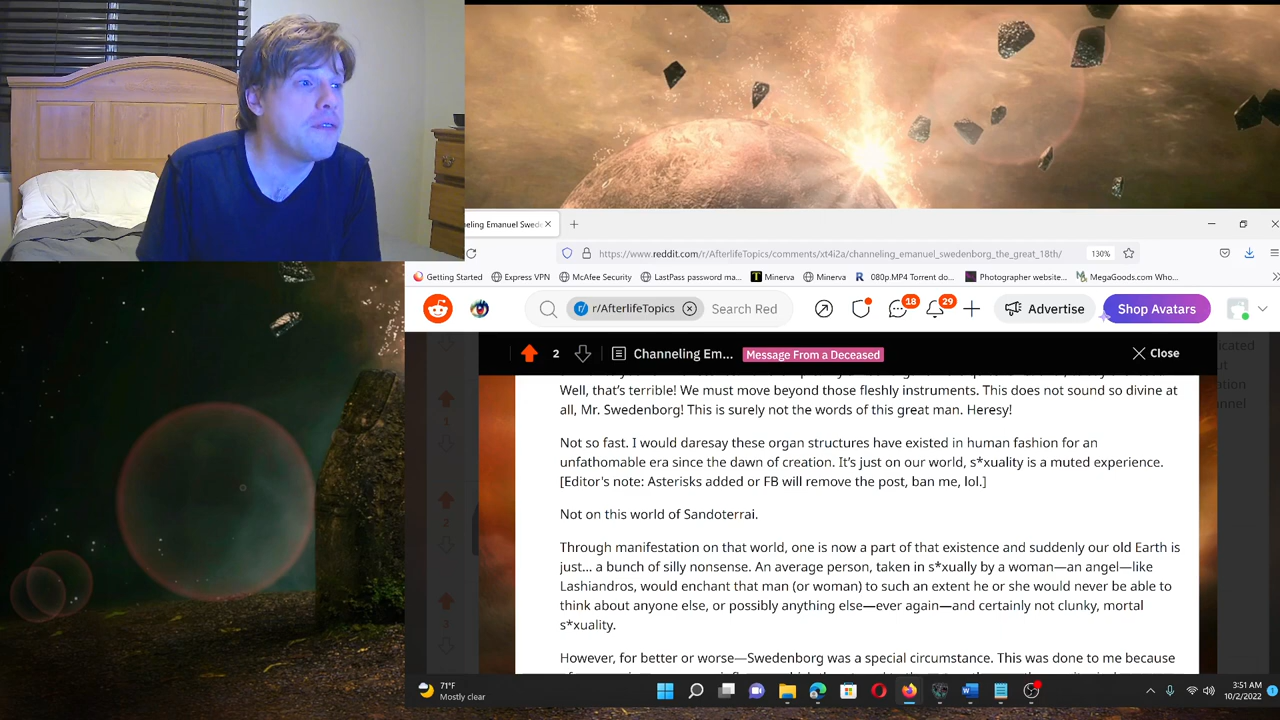 eling Emanuel Swed
https://www.reddit.com/r/AfterlifeTopics/comments/xt4i2a/channeling_emanuel_swedenborg_the_great_18th/
130%
Getting Started Express VPN McAfee Security LastPass password ma... Minerva Minerva 080p.MP4 Torrent do... Photographer website... MegaGoods.com Who...
r/AfterlifeTopics Search Red 18 29 Advertise Shop Avatars
2 Channeling Em... Message From a Deceased Close
Well, that's terrible! We must move beyond those fleshly instruments. This does not sound so divine at
all, Mr. Swedenborg! This is surely not the words of this great man. Heresy!
Not so fast. I would daresay these organ structures have existed in human fashion for an
unfathomable era since the dawn of creation. It's just on our world, s*xuality is a muted experience.
[Editor's note: Asterisks added or FB will remove the post, ban me, lol.]
Not on this world of Sandoterrai.
Through manifestation on that world, one is now a part of that existence and suddenly our old Earth is
just... a bunch of silly nonsense. An average person, taken in s*xually by a woman—an angel—like
Lashiandros, would enchant that man (or woman) to such an extent he or she would never be able to
think about anyone else, or possibly anything else—ever again—and certainly not clunky, mortal
s*xuality.
However, for better or worse—Swedenborg was a special circumstance. This was done to me because
71°F
Mostly clear
3:51 AM
10/2/2022